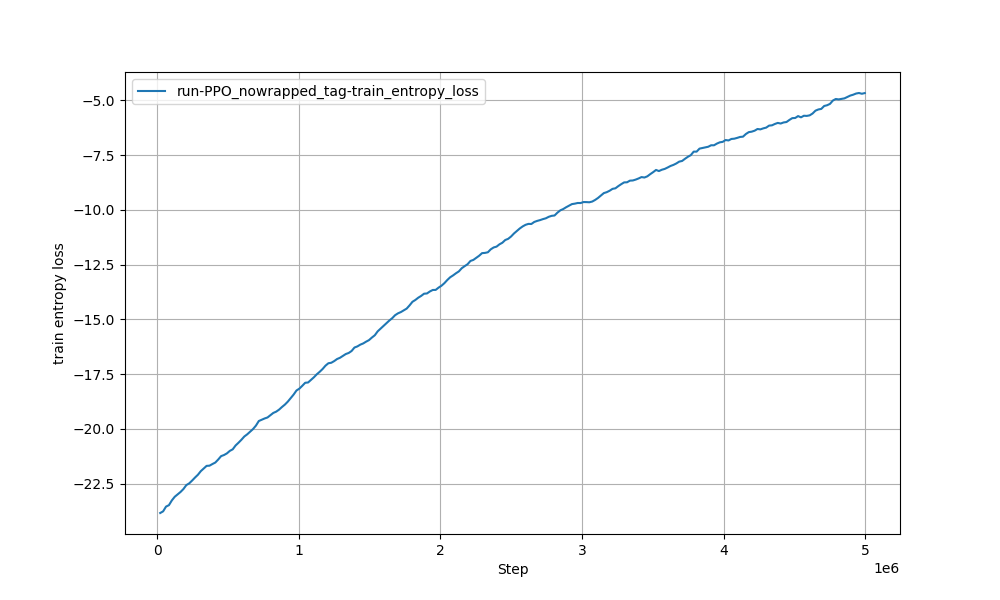 run-PPO_nowrapped_tag-train_entropy_loss
−5.0
−7.5
−10.0
−12.5
−15.0
−17.5
−20.0
−22.5
train entropy loss
0 1 2 3 4 5
1e6
Step